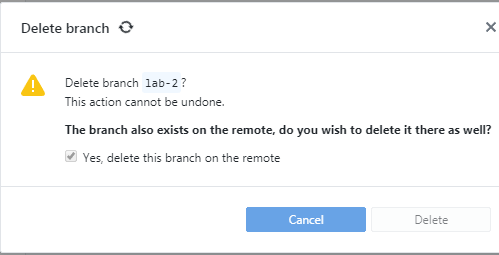 Delete branch
Delete branch lab-2?
This action cannot be undone.
The branch also exists on the remote, do you wish to delete it there as well?
Yes, delete this branch on the remote
Cancel
Delete